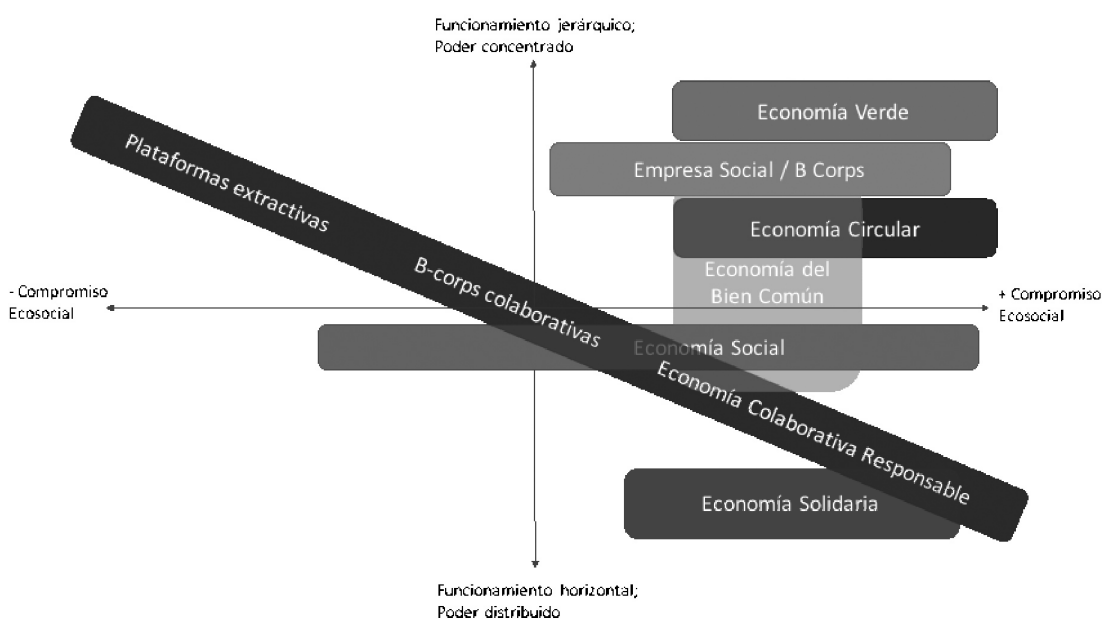 Funcionamiento jerárquico;
Poder concentrado
Economía Verde
Plataformas extractivas
Empresa Social / B Corps
Economía Circular
B-corps colaborativas
Economía del
Bien Común
- Compromiso
Ecosocial
+ Compromiso
Ecosocial
Economía Social
Economía Colaborativa Responsable
Economía Solidaria
Funcionamiento horizontal;
Poder distribuido